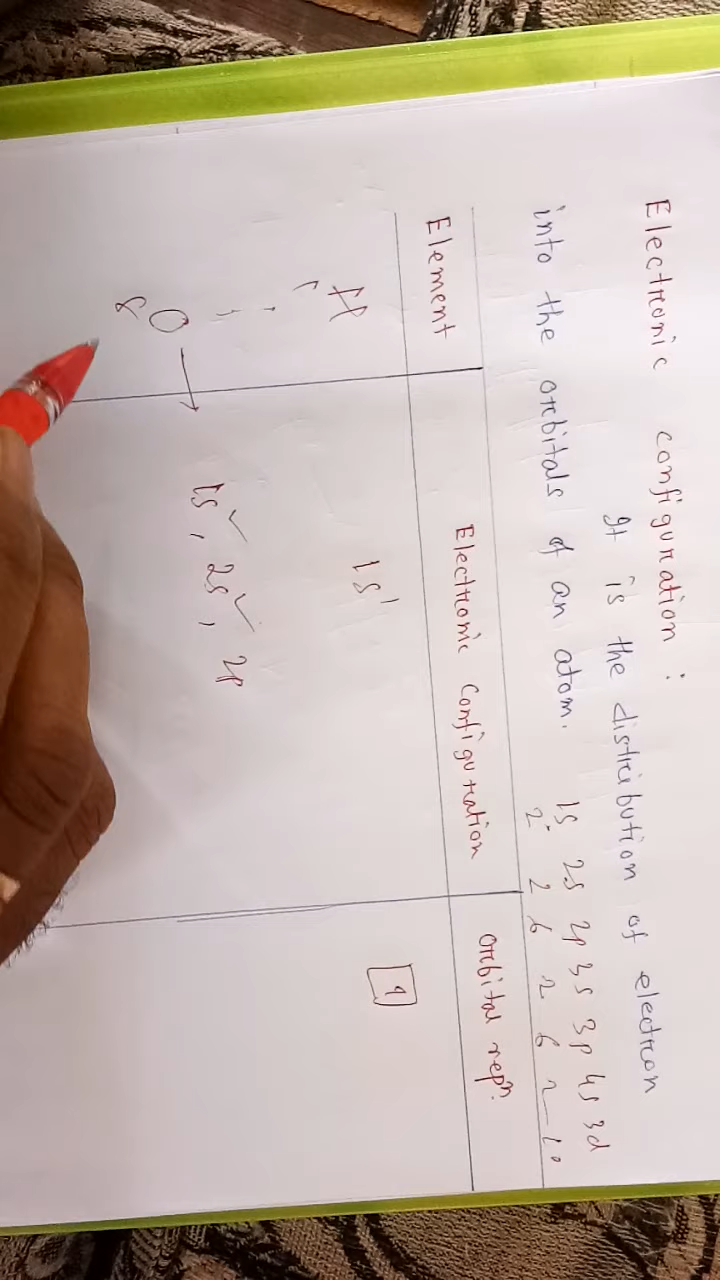 Electronic configuration :
It is the distribution of electron
into the orbitals of an atom.
1s 2s 2p 3s 3p 4s 3d
2 2 6 2 6 2 10
Element Electronic Configuration Orbital repn.
H 1s¹ ↿
1
O → 1s², 2s², 2p
8